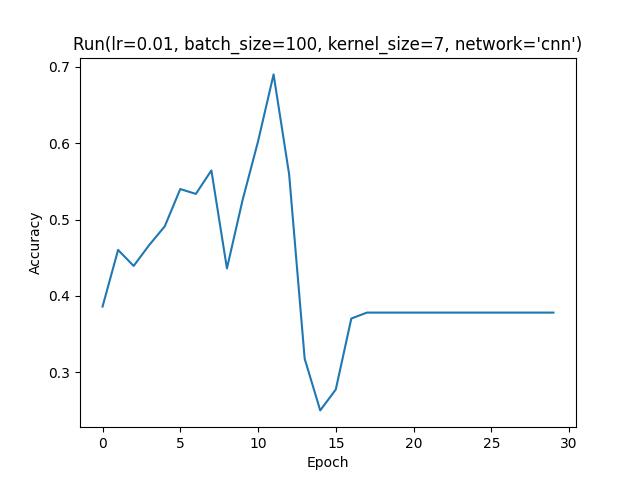 Run(lr=0.01, batch_size=100, kernel_size=7, network='cnn')
0.7
0.6
0.5
0.4
0.3
Accuracy
0 5 10 15 20 25 30
Epoch